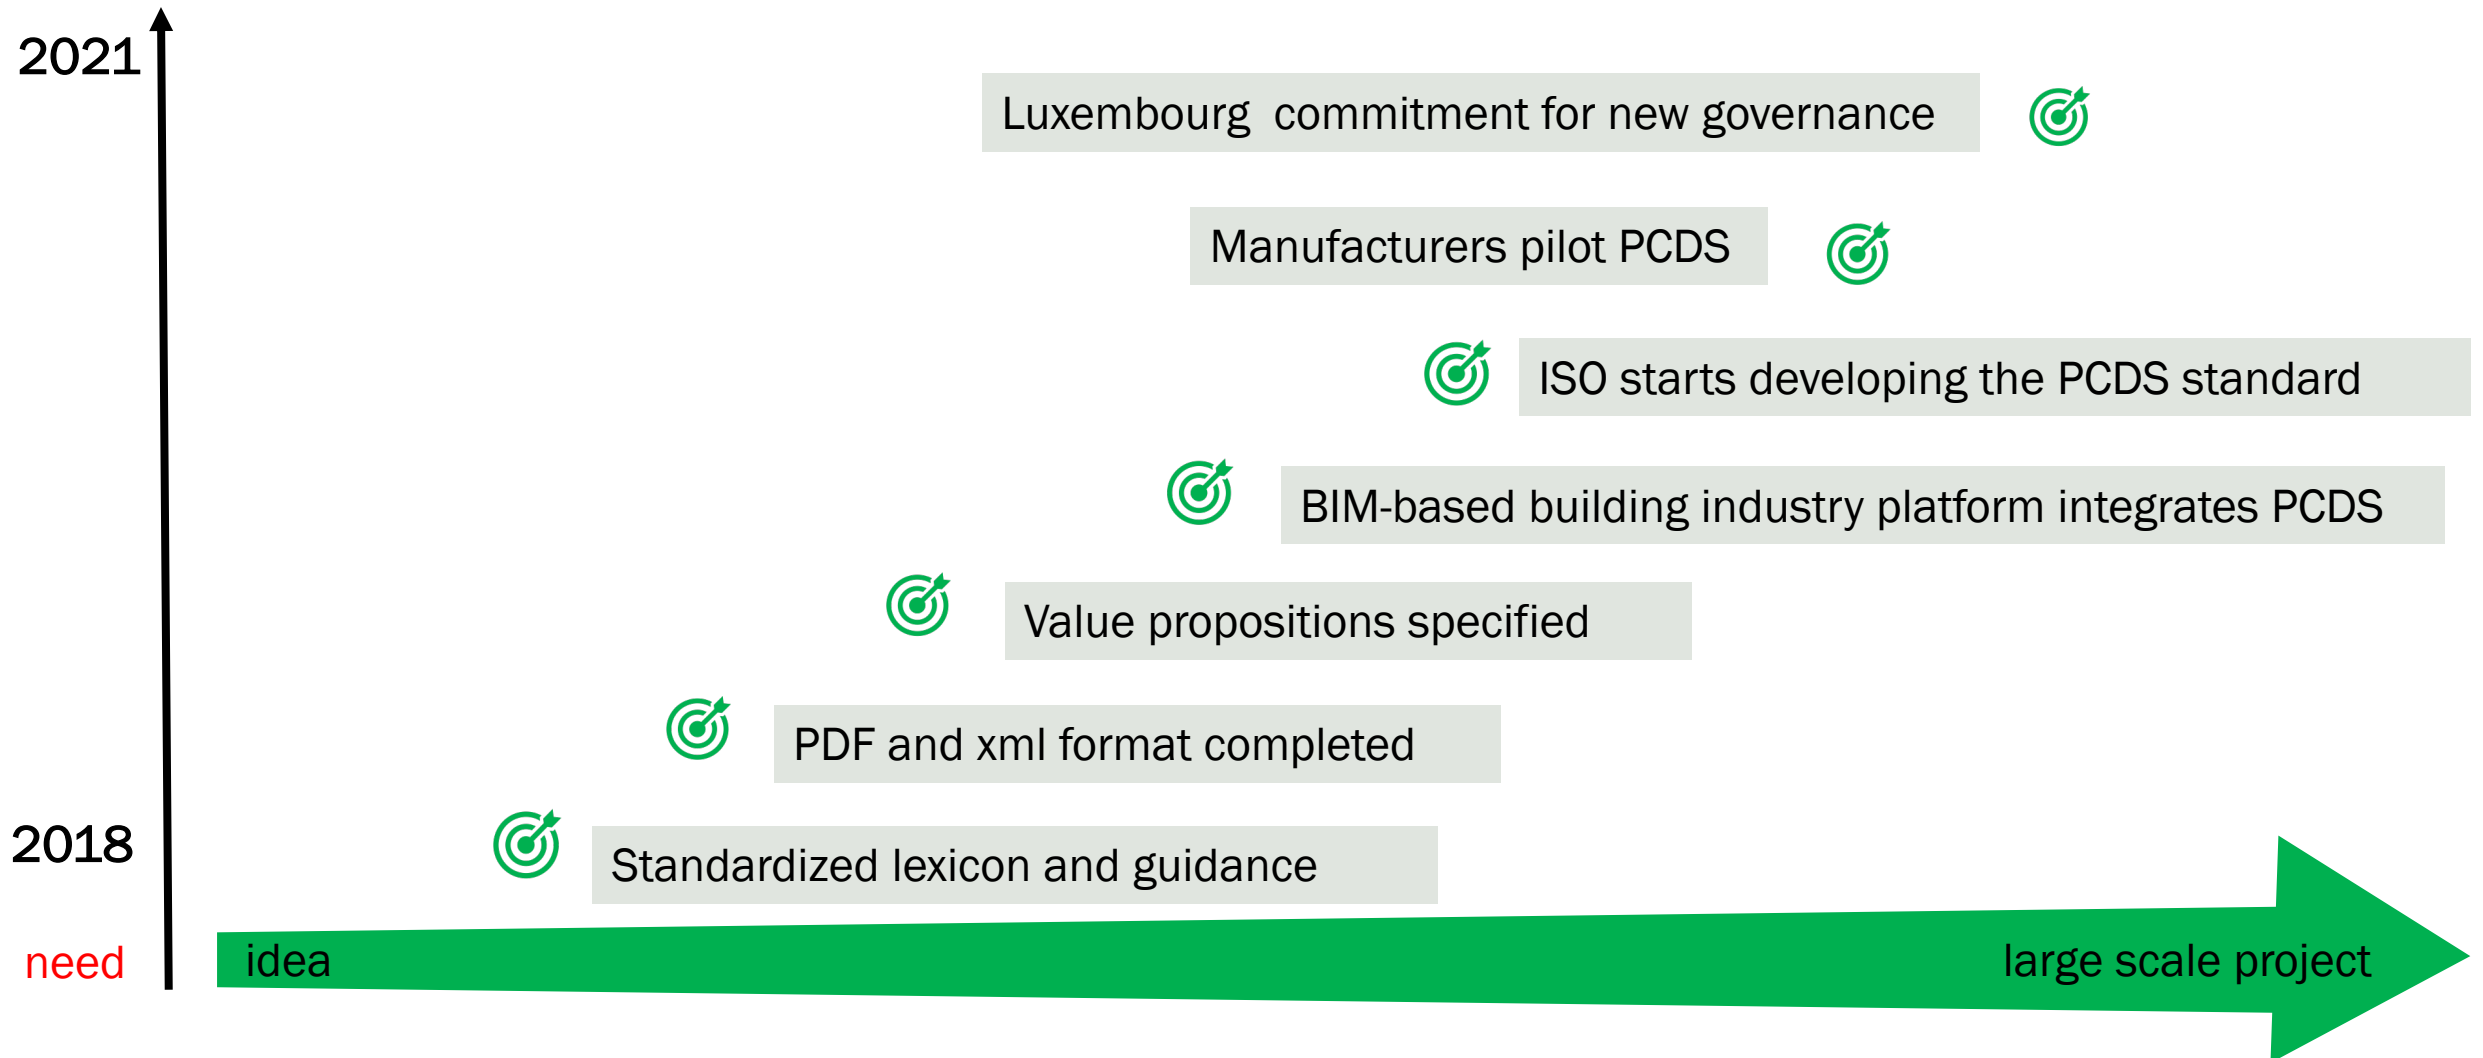 2021
Luxembourg  commitment for new governance
Manufacturers pilot PCDS
ISO starts developing the PCDS standard
BIM-based building industry platform integrates PCDS
Value propositions specified
PDF and xml format completed
2018
Standardized lexicon and guidance
need
idea
large scale project